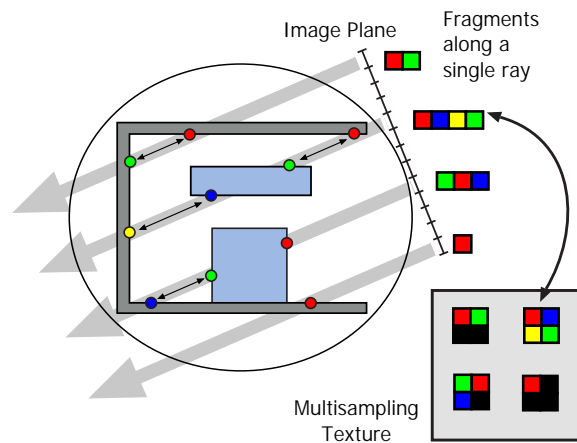 Image Plane
Fragments
along a
single ray
Multisampling
Texture